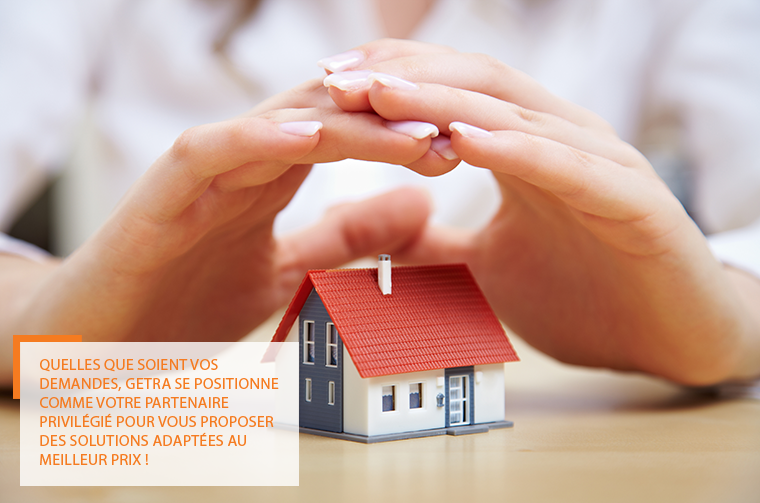 QUELLES QUE SOIENT VOS
DEMANDES, GETRA SE POSITIONNE
COMME VOTRE PARTENAIRE
PRIVILÉGIÉ POUR VOUS PROPOSER
DES SOLUTIONS ADAPTÉES AU
MEILLEUR PRIX !